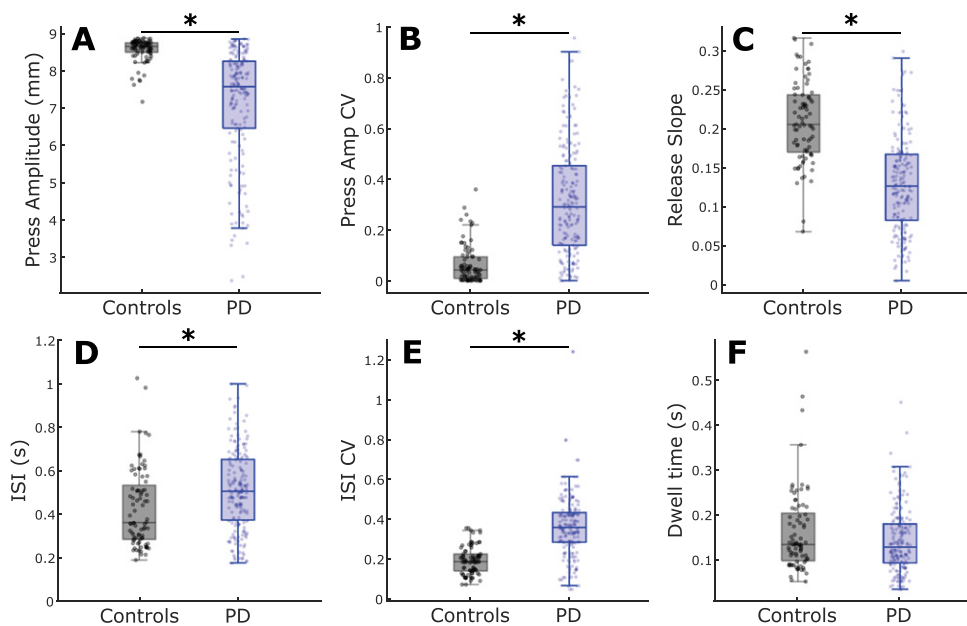 A
*
Press Amplitude (mm)
9
8
7
6
5
4
3
Controls PD
B
*
Press Amp CV
1
0.8
0.6
0.4
0.2
0
Controls PD
C
*
Release Slope
0.3
0.25
0.2
0.15
0.1
0.05
0
Controls PD
D
*
ISI (s)
1.2
1
0.8
0.6
0.4
0.2
0
Controls PD
E
*
ISI CV
1.2
1
0.8
0.6
0.4
0.2
0
Controls PD
F
Dwell time (s)
0.5
0.4
0.3
0.2
0.1
Controls PD